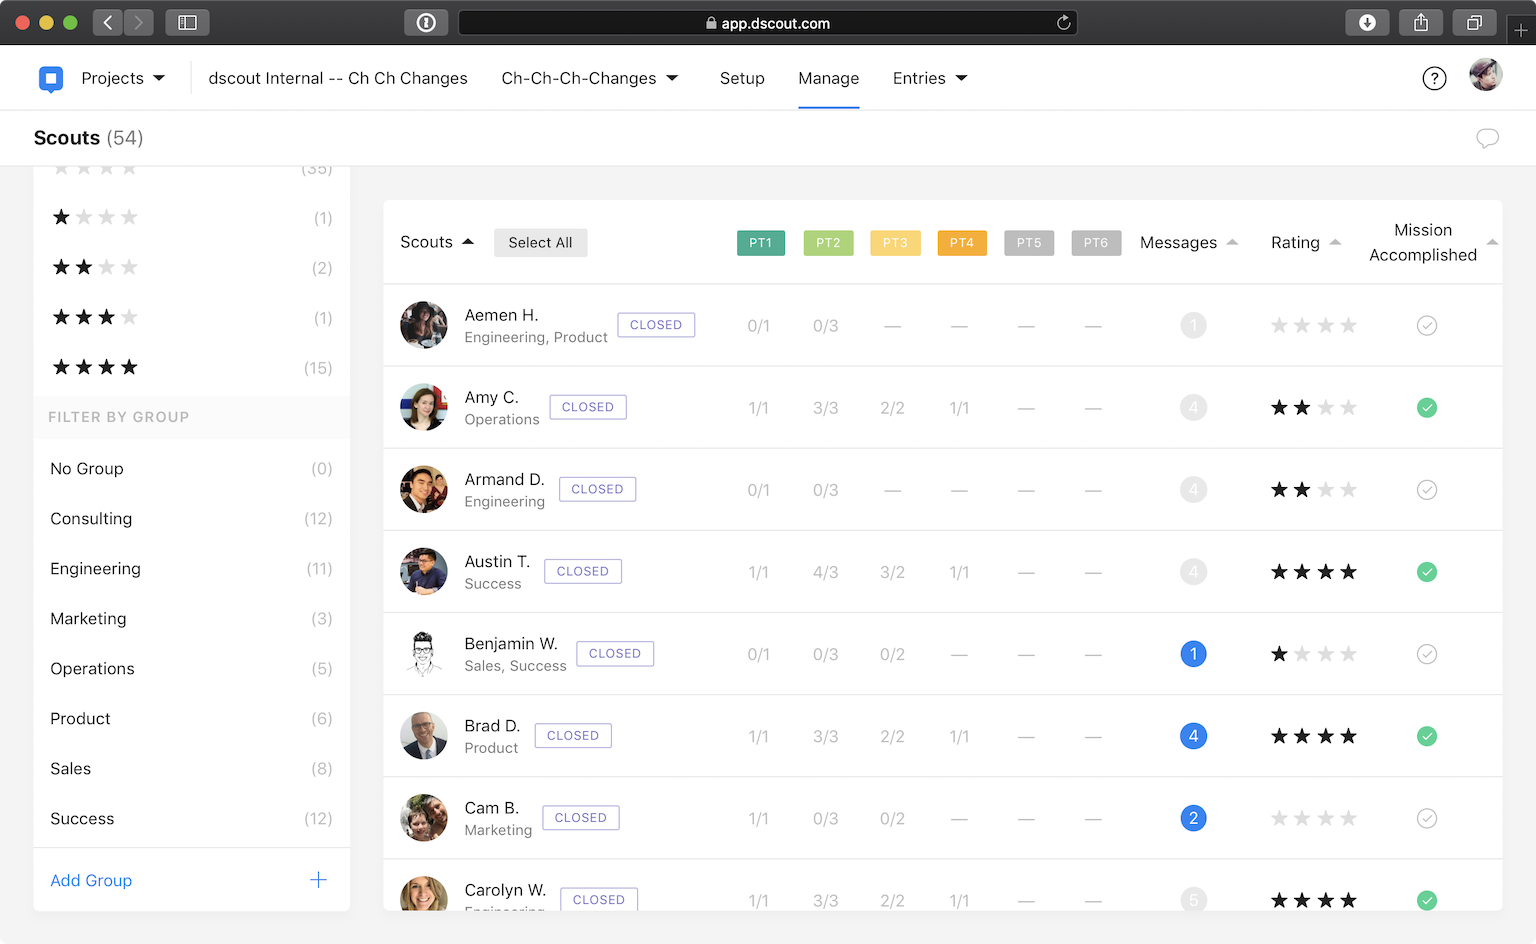 app.dscout.com
Projects dscout Internal -- Ch Ch Changes Ch-Ch-Ch-Changes Setup Manage Entries ?
Scouts (54)
(35)
(1)
(2)
(1)
(15)
FILTER BY GROUP
No Group (0)
Consulting (12)
Engineering (11)
Marketing (3)
Operations (5)
Product (6)
Sales (8)
Success (12)
Add Group +
Scouts Select All PT1 PT2 PT3 PT4 PT5 PT6 Messages Rating Mission
Accomplished
Aemen H. CLOSED 0/1 0/3 — — — — 1
Engineering, Product
Amy C. CLOSED 1/1 3/3 2/2 1/1 — — 4
Operations
Armand D. CLOSED 0/1 0/3 — — — — 4
Engineering
Austin T. CLOSED 1/1 4/3 3/2 1/1 — — 4
Success
Benjamin W. CLOSED 0/1 0/3 0/2 — — — 1
Sales, Success
Brad D. CLOSED 1/1 3/3 2/2 1/1 — — 4
Product
Cam B. CLOSED 1/1 0/3 0/2 — — — 2
Marketing
Carolyn W. CLOSED 1/1 3/3 2/2 1/1 — — 5